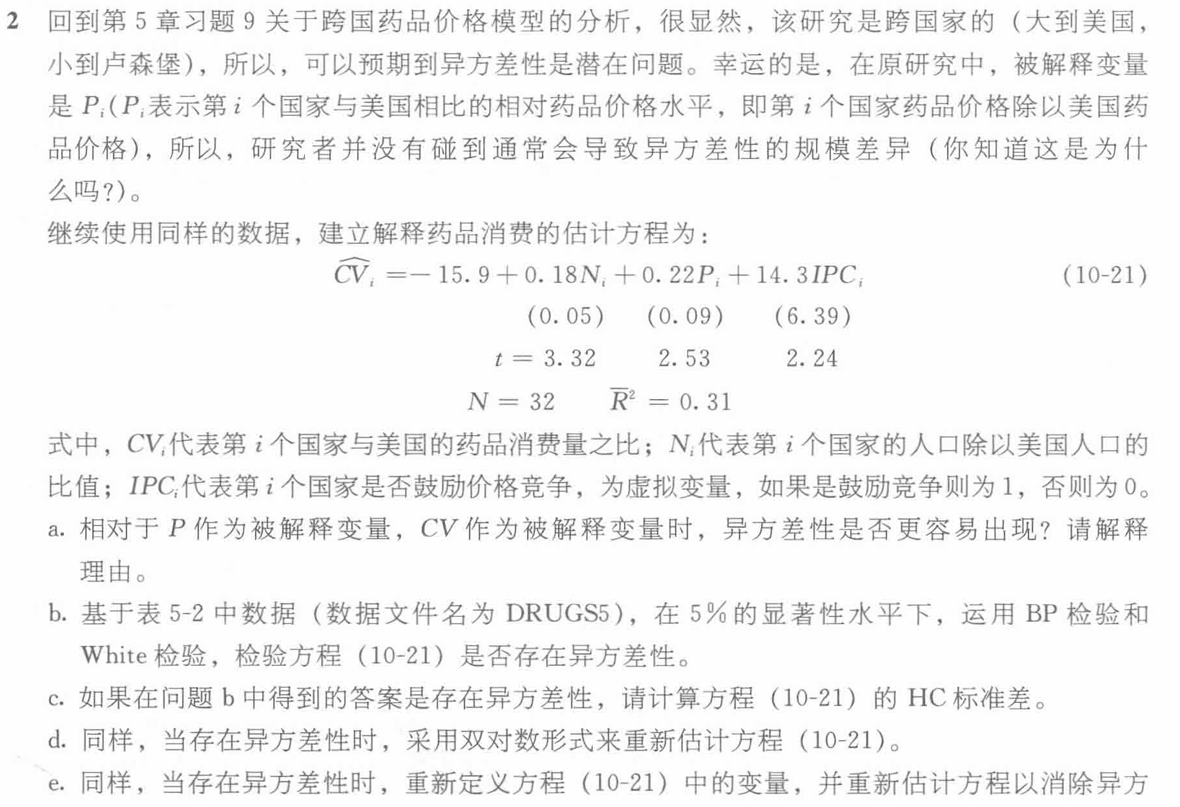 2 回到第 5 章习题 9 关于跨国药品价格模型的分析，很显然，该研究是跨国家的（大到美国，
小到卢森堡），所以，可以预期到异方差性是潜在问题。幸运的是，在原研究中，被解释变量
是 Pᵢ(Pᵢ表示第 i 个国家与美国相比的相对药品价格水平，即第 i 个国家药品价格除以美国药
品价格)，所以，研究者并没有碰到通常会导致异方差性的规模差异（你知道这是为什
么吗?）。
继续使用同样的数据，建立解释药品消费的估计方程为：
$\widehat{CV}_i = -15.9 + 0.18N_i + 0.22P_i + 14.3IPC_i$ (10-21)
(0.05) (0.09) (6.39)
t = 3.32 2.53 2.24
N = 32 $\overline{R}^2$ = 0.31
式中，CVᵢ代表第 i 个国家与美国的药品消费量之比；Nᵢ代表第 i 个国家的人口除以美国人口的
比值；IPCᵢ代表第 i 个国家是否鼓励价格竞争，为虚拟变量，如果是鼓励竞争则为 1，否则为 0。
a. 相对于 P 作为被解释变量，CV 作为被解释变量时，异方差性是否更容易出现？请解释
理由。
b. 基于表 5-2 中数据（数据文件名为 DRUGS5），在 5%的显著性水平下，运用 BP 检验和
White 检验，检验方程（10-21）是否存在异方差性。
c. 如果在问题 b 中得到的答案是存在异方差性，请计算方程（10-21）的 HC 标准差。
d. 同样，当存在异方差性时，采用双对数形式来重新估计方程（10-21）。
e. 同样，当存在异方差性时，重新定义方程（10-21）中的变量，并重新估计方程以消除异方